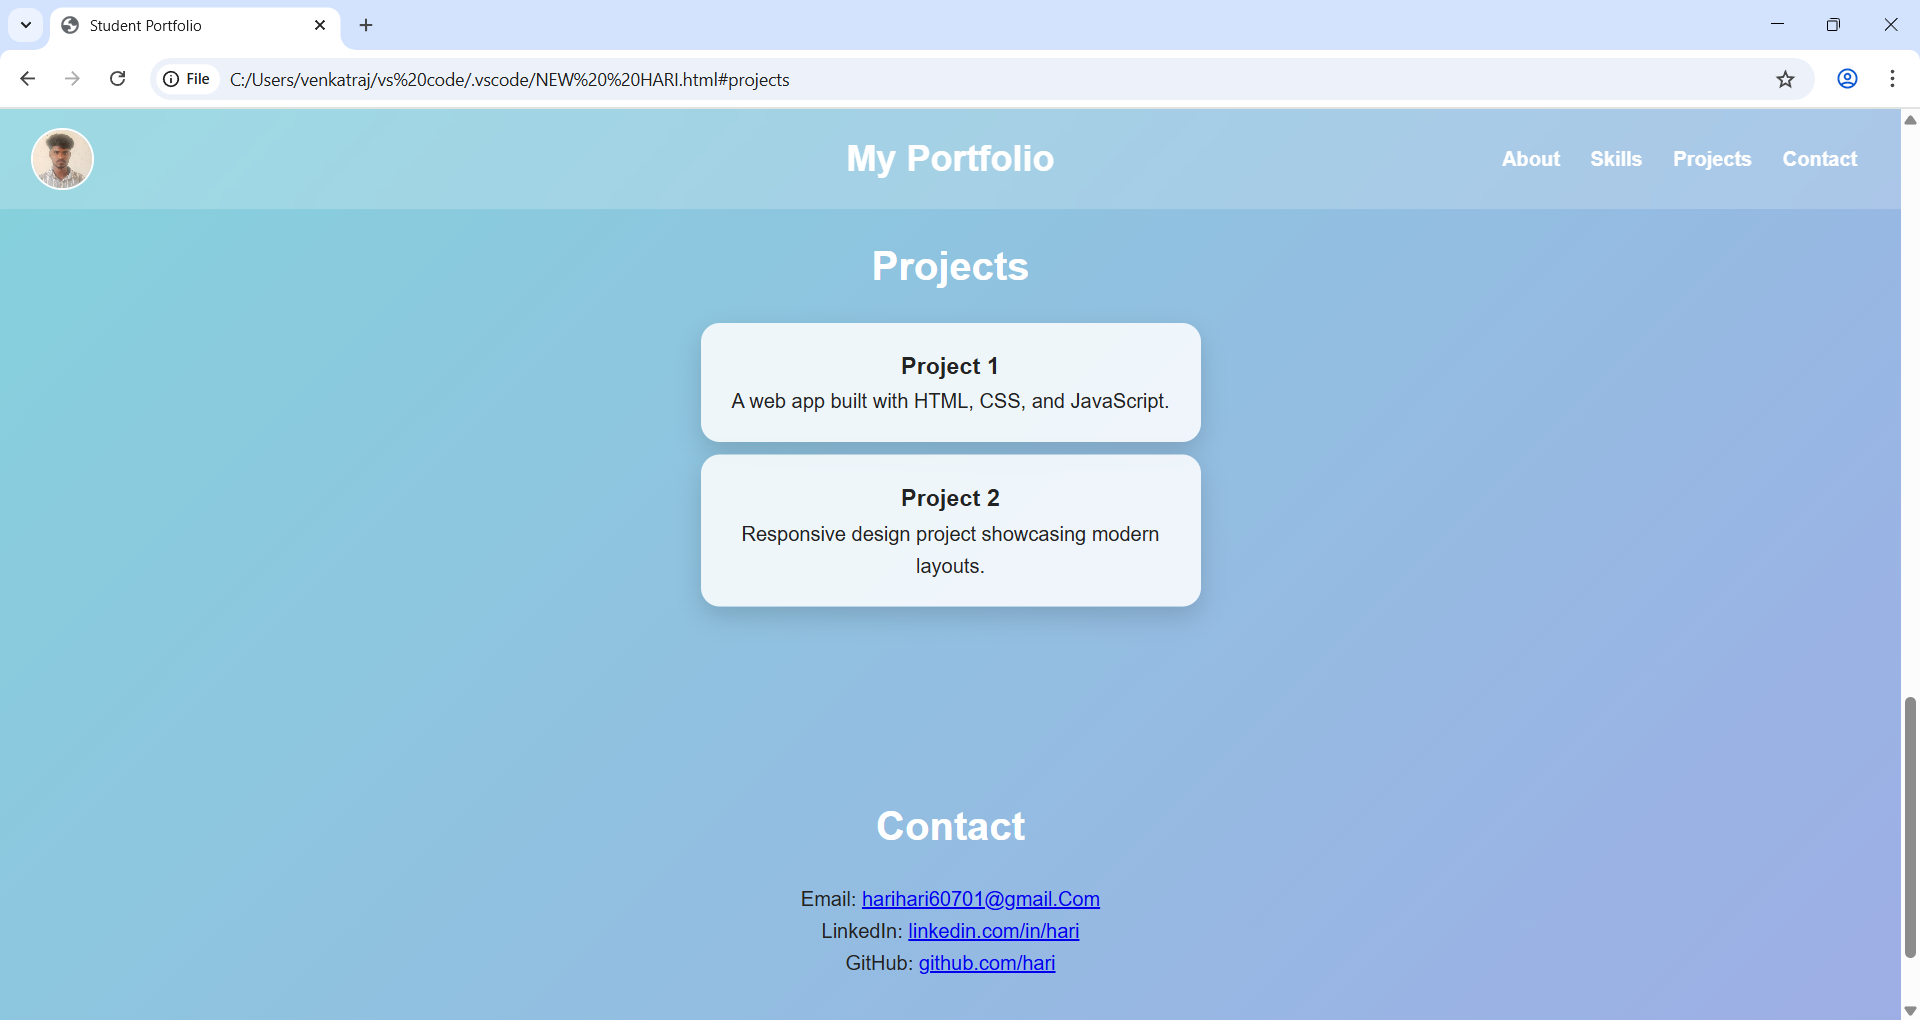 Student Portfolio
File C:/Users/venkatraj/vs%20code/.vscode/NEW%20%20HARI.html#projects
My Portfolio
About Skills Projects Contact
Projects
Project 1
A web app built with HTML, CSS, and JavaScript.
Project 2
Responsive design project showcasing modern
layouts.
Contact
Email: harihari60701@gmail.Com
LinkedIn: linkedin.com/in/hari
GitHub: github.com/hari